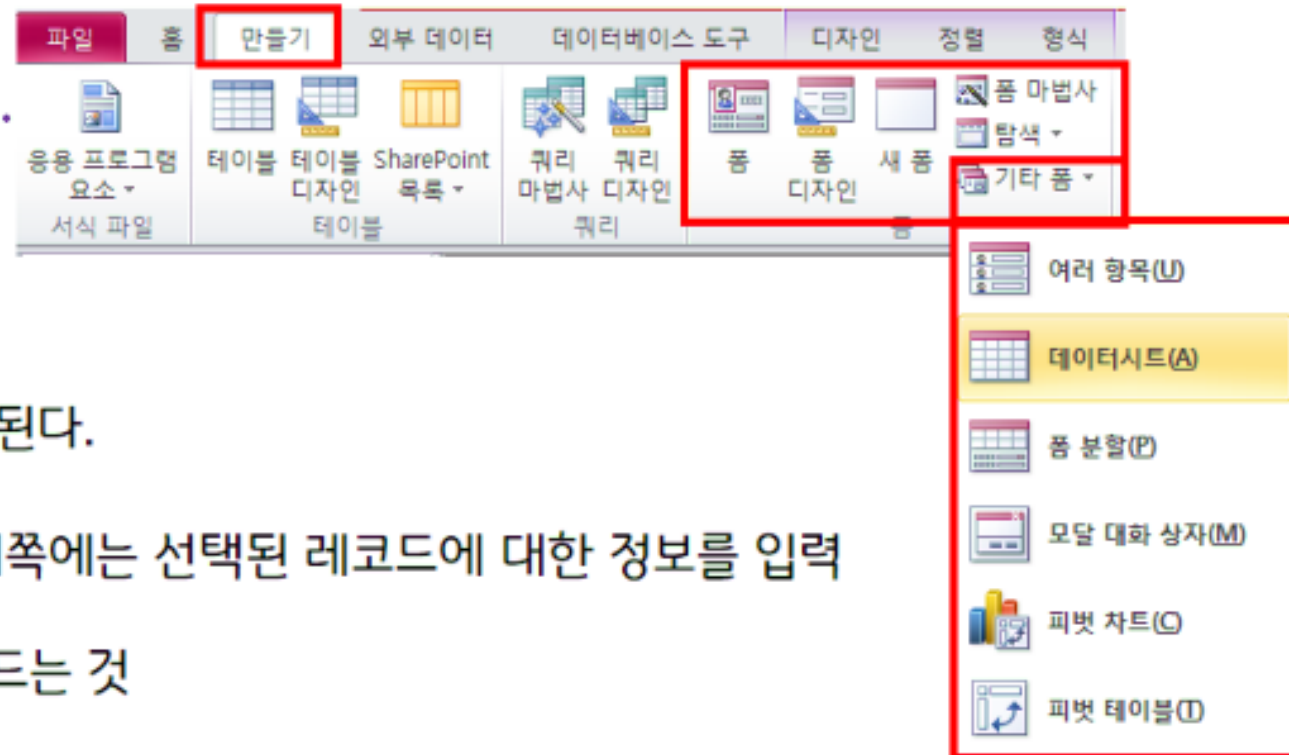 파일 홈 만들기 외부 데이터 데이터베이스 도구 디자인 정렬 형식
응용 프로그램 요소
테이블
테이블 디자인
SharePoint 목록
쿼리 마법사
쿼리 디자인
폼
폼 디자인
새 폼
폼 마법사
탐색
기타 폼
서식 파일 테이블 쿼리 폼
여러 항목(U)
데이터시트(A)
폼 분할(P)
모달 대화 상자(M)
피벗 차트(C)
피벗 테이블(T)
된다.
쪽에는 선택된 레코드에 대한 정보를 입력
드는 것